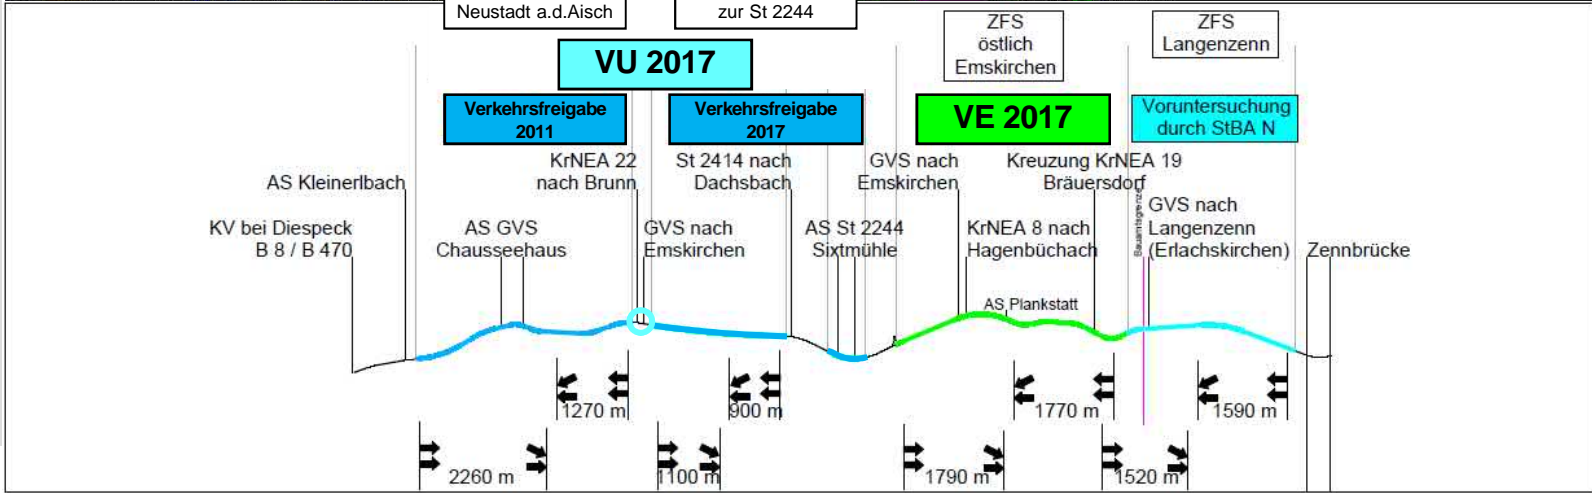 Neustadt a.d.Aisch
zur St 2244
ZFS
östlich
Emskirchen
ZFS
Langenzenn
VU 2017
Verkehrsfreigabe
2011
Verkehrsfreigabe
2017
VE 2017
Voruntersuchung
durch StBA N
AS Kleinerlbach
KrNEA 22
nach Brunn
St 2414 nach
Dachsbach
GVS nach
Emskirchen
Kreuzung KrNEA 19
Bräuersdorf
KV bei Diespeck
B 8 / B 470
AS GVS
Chausseehaus
GVS nach
Emskirchen
AS St 2244
Sixtmühle
KrNEA 8 nach
Hagenbüchach
Bauamtsgrenze
GVS nach
Langenzenn
(Erlachskirchen)
Zennbrücke
AS Plankstatt
1270 m
900 m
1770 m
1590 m
2260 m
1100 m
1790 m
1520 m